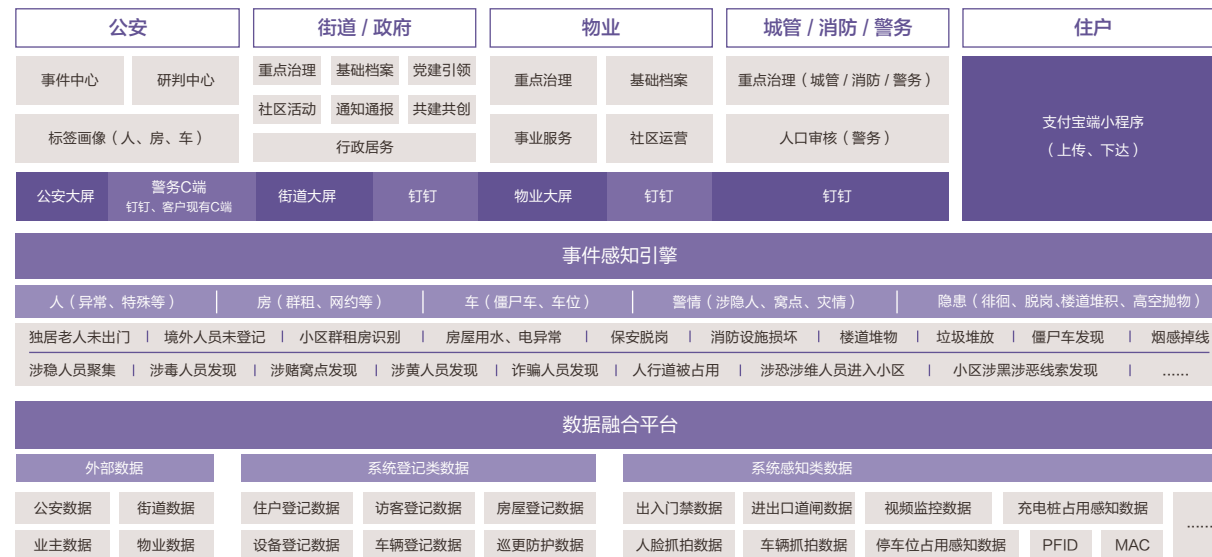 公安
街道 / 政府
物业
城管 / 消防 / 警务
住户
事件中心
研判中心
标签画像（人、房、车）
重点治理
基础档案
党建引领
社区活动
通知通报
共建共创
行政居务
重点治理
基础档案
事业服务
社区运营
重点治理（城管 / 消防 / 警务）
人口审核（警务）
支付宝端小程序
（上传、下达）
公安大屏
警务C端
钉钉、客户现有C端
街道大屏
钉钉
物业大屏
钉钉
钉钉
事件感知引擎
人（异常、特殊等）
房（群租、网约等）
车（僵尸车、车位）
警情（涉隐人、窝点、灾情）
隐患（徘徊、脱岗、楼道堆积、高空抛物）
独居老人未出门 | 境外人员未登记 | 小区群租房识别 | 房屋用水、电异常 | 保安脱岗 | 消防设施损坏 | 楼道堆物 | 垃圾堆放 | 僵尸车发现 | 烟感掉线
涉稳人员聚集 | 涉毒人员发现 | 涉赌窝点发现 | 涉黄人员发现 | 诈骗人员发现 | 人行道被占用 | 涉恐涉维人员进入小区 | 小区涉黑涉恶线索发现 | ......
数据融合平台
外部数据
系统登记类数据
系统感知类数据
公安数据
街道数据
住户登记数据
访客登记数据
房屋登记数据
出入门禁数据
进出口道闸数据
视频监控数据
充电桩占用感知数据
......
业主数据
物业数据
设备登记数据
车辆登记数据
巡更防护数据
人脸抓拍数据
车辆抓拍数据
停车位占用感知数据
PFID
MAC